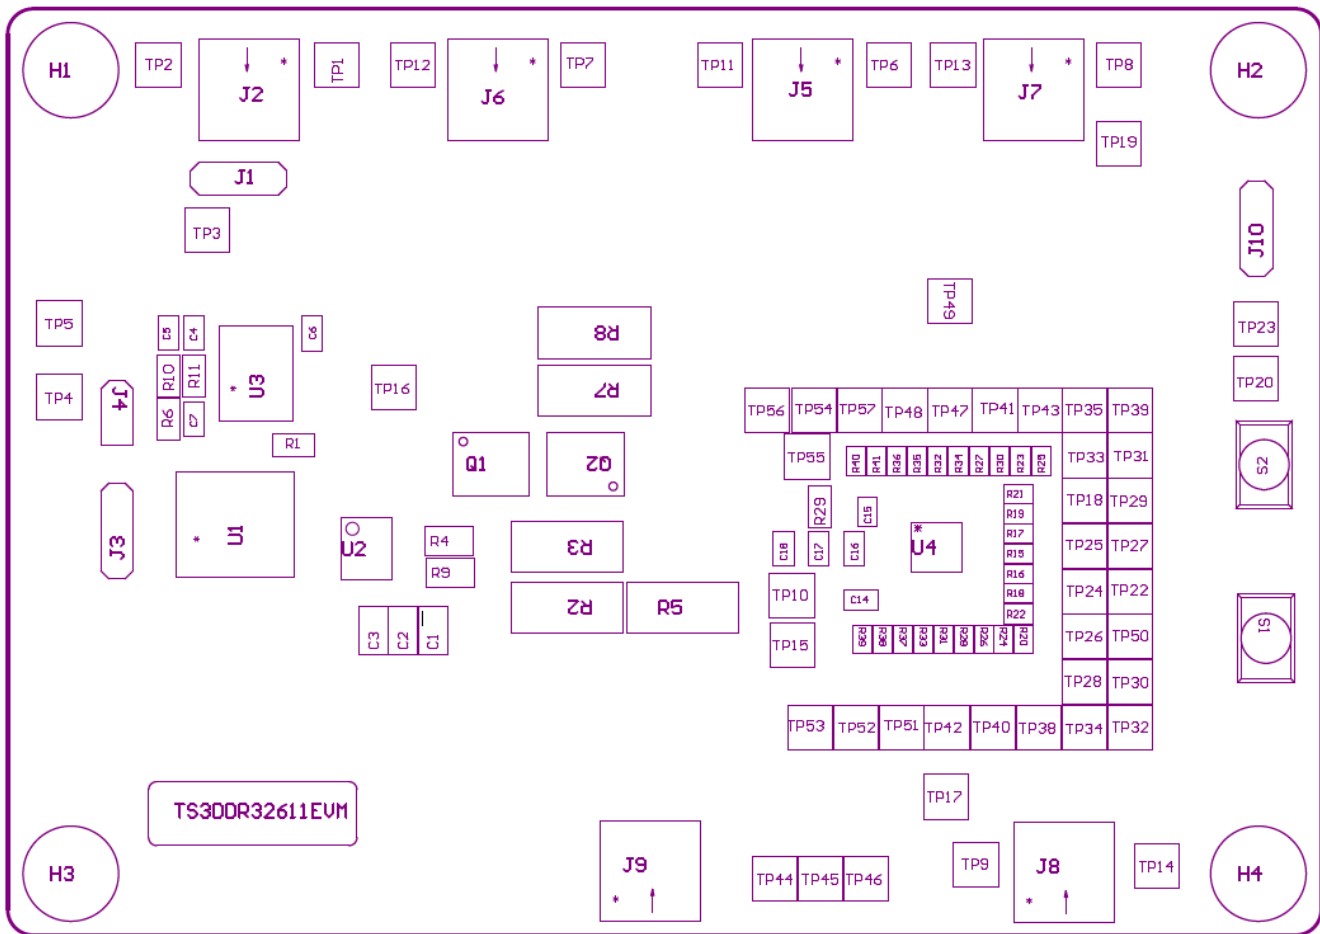 H1
TP2
J2
*
TP1
TP12
J6
*
TP7
TP11
J5
*
TP6
TP13
J7
*
TP8
H2
TP19
J1
TP3
J10
TP49
TP5
C5
C4
C6
R8
TP23
U3
*
R10
R11
TP16
R7
TP20
TP4
J4
R6
C7
TP56
TP54
TP57
TP48
TP47
TP41
TP43
TP35
TP39
R1
Q1
Q2
TP55
R40
R41
R36
R35
R32
R34
R27
R30
R23
R25
TP33
TP31
S2
R21
TP18
TP29
R29
C15
R19
J3
U1
*
U2
R4
R3
C18
C17
C16
*
U4
R17
R15
TP25
TP27
R9
R16
TP10
C14
R18
TP24
TP22
R2
R5
R22
C3
C2
C1
TP15
R39
R38
R37
R33
R31
R28
R26
R24
R20
TP26
TP50
S1
TP28
TP30
TP53
TP52
TP51
TP42
TP40
TP38
TP34
TP32
TS3DDR32611EVM
TP17
H3
J9
*
TP44
TP45
TP46
TP9
J8
*
TP14
H4